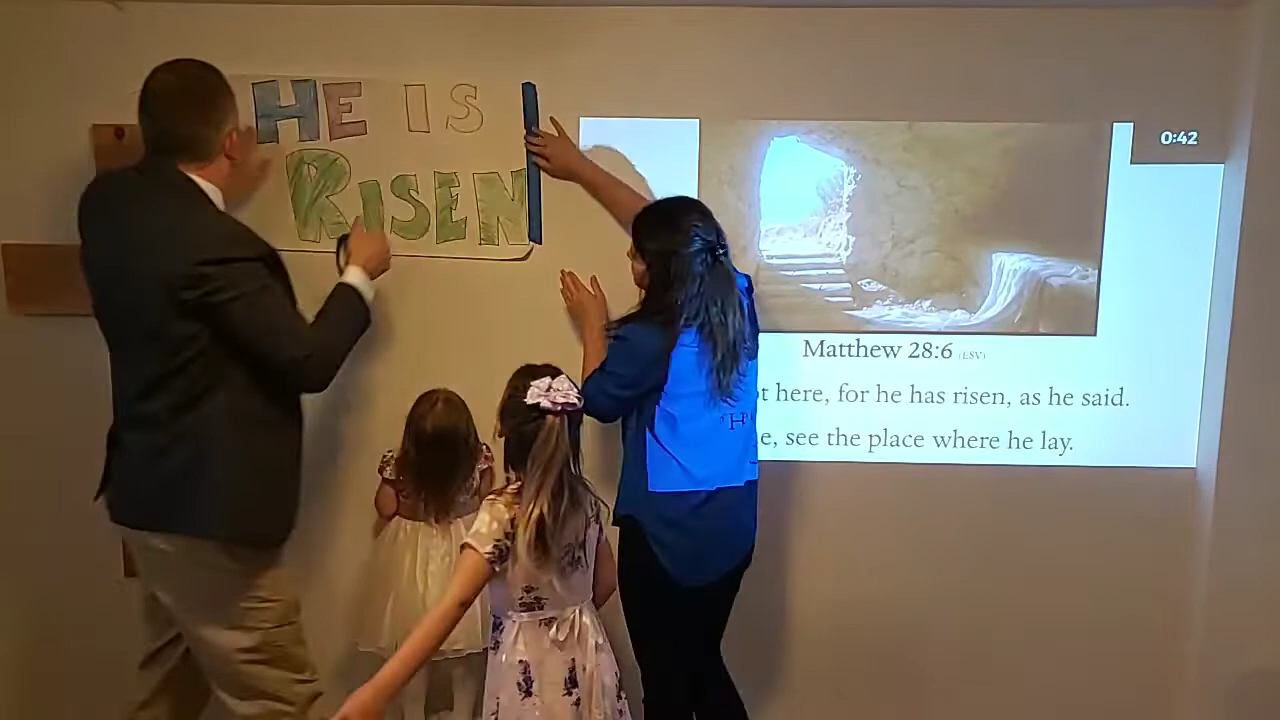 HE IS
RISEN
0:42
Matthew 28:6 (ESV)
here, for he has risen, as he said.
see the place where he lay.